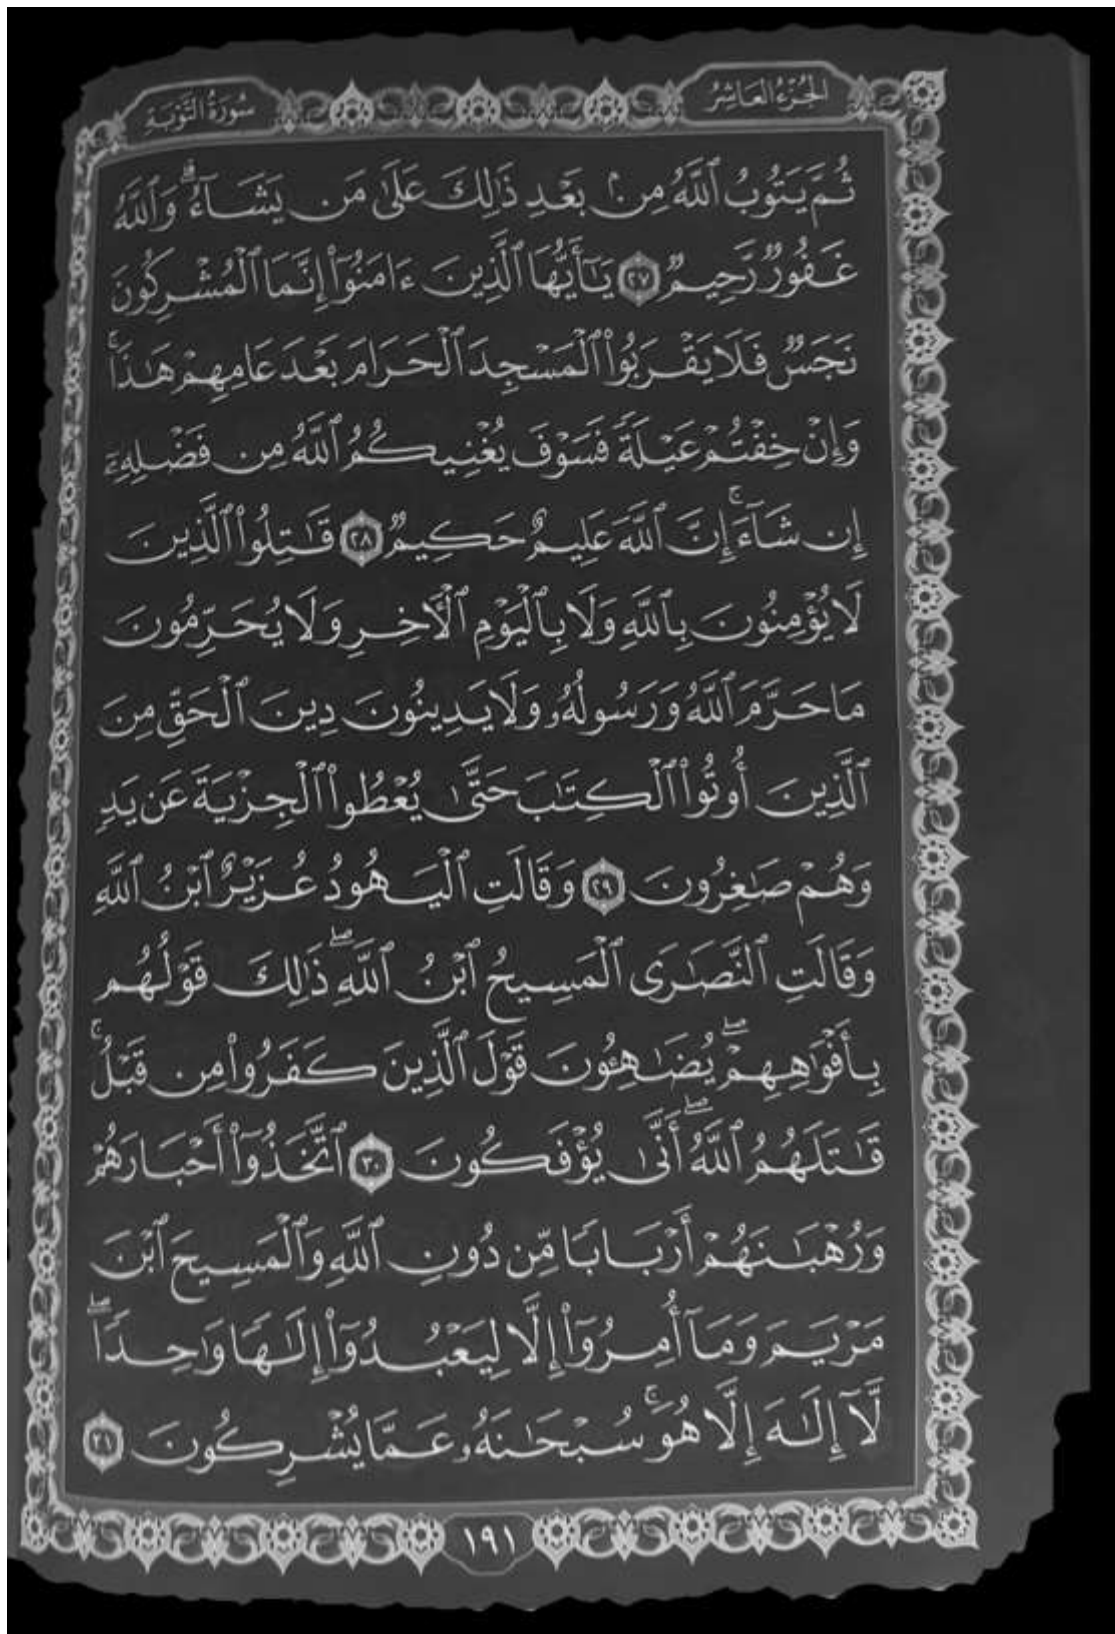 الجزء العاشر
سورة التوبة
ثُمَّ يَتُوبُ ٱللَّهُ مِنۢ بَعْدِ ذَٰلِكَ عَلَىٰ مَن يَشَآءُۗ وَٱللَّهُ
غَفُورٌ رَّحِيمٌ ٢٧ يَـٰٓأَيُّهَا ٱلَّذِينَ ءَامَنُوٓا۟ إِنَّمَا ٱلْمُشْرِكُونَ
نَجَسٌ فَلَا يَقْرَبُوا۟ ٱلْمَسْجِدَ ٱلْحَرَامَ بَعْدَ عَامِهِمْ هَـٰذَاۚ
وَإِنْ خِفْتُمْ عَيْلَةً فَسَوْفَ يُغْنِيكُمُ ٱللَّهُ مِن فَضْلِهِۦٓ
إِن شَآءَۚ إِنَّ ٱللَّهَ عَلِيمٌ حَكِيمٌ ٢٨ قَـٰتِلُوا۟ ٱلَّذِينَ
لَا يُؤْمِنُونَ بِٱللَّهِ وَلَا بِٱلْيَوْمِ ٱلْـَٔاخِرِ وَلَا يُحَرِّمُونَ
مَا حَرَّمَ ٱللَّهُ وَرَسُولُهُۥ وَلَا يَدِينُونَ دِينَ ٱلْحَقِّ مِنَ
ٱلَّذِينَ أُوتُوا۟ ٱلْكِتَـٰبَ حَتَّىٰ يُعْطُوا۟ ٱلْجِزْيَةَ عَن يَدٍ
وَهُمْ صَـٰغِرُونَ ٢٩ وَقَالَتِ ٱلْيَهُودُ عُزَيْرٌ ٱبْنُ ٱللَّهِ
وَقَالَتِ ٱلنَّصَـٰرَى ٱلْمَسِيحُ ٱبْنُ ٱللَّهِۖ ذَٰلِكَ قَوْلُهُم
بِأَفْوَٰهِهِمْۖ يُضَـٰهِـُٔونَ قَوْلَ ٱلَّذِينَ كَفَرُوا۟ مِن قَبْلُۚ
قَـٰتَلَهُمُ ٱللَّهُۖ أَنَّىٰ يُؤْفَكُونَ ٣٠ ٱتَّخَذُوٓا۟ أَحْبَارَهُمْ
وَرُهْبَـٰنَهُمْ أَرْبَابًا مِّن دُونِ ٱللَّهِ وَٱلْمَسِيحَ ٱبْنَ
مَرْيَمَ وَمَآ أُمِرُوٓا۟ إِلَّا لِيَعْبُدُوٓا۟ إِلَـٰهًا وَٰحِدًاۖ
لَّآ إِلَـٰهَ إِلَّا هُوَۚ سُبْحَـٰنَهُۥ عَمَّا يُشْرِكُونَ ٣١
١٩١